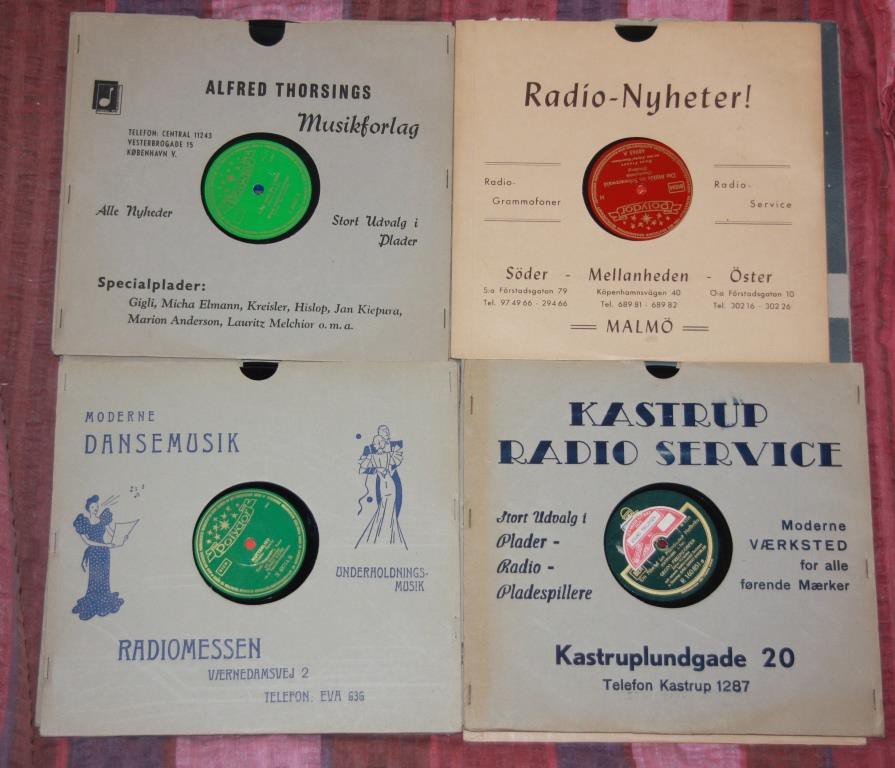 ALFRED THORSINGS
Musikforlag
TELEFON: CENTRAL 11243
VESTERBROGADE 15
KØBENHAVN V.
Alle Nyheder
Stort Udvalg i
Plader
Specialplader:
Gigli, Micha Elmann, Kreisler, Hislop, Jan Kiepura,
Marion Anderson, Lauritz Melchior o. m. a.
Radio-Nyheter!
Radio-
Grammofoner
Polydor
Radio-
Service
Söder - Mellanheden - Öster
S:a Förstadsgatan 79
Tel. 97 49 66 - 294 66
Köpenhamnsvägen 40
Tel. 689 81 - 689 82
Ö:a Förstadsgatan 10
Tel. 302 16 - 302 26
MALMÖ
MODERNE
DANSEMUSIK
Polydor
UNDERHOLDNINGS-
MUSIK
RADIOMESSEN
VÆRNEDAMSVEJ 2
TELEFON: EVA 636
KASTRUP
RADIO SERVICE
Stort Udvalg i
Plader -
Radio -
Pladespillere
Moderne
VÆRKSTED
for alle
førende Mærker
Kastruplundgade 20
Telefon Kastrup 1287